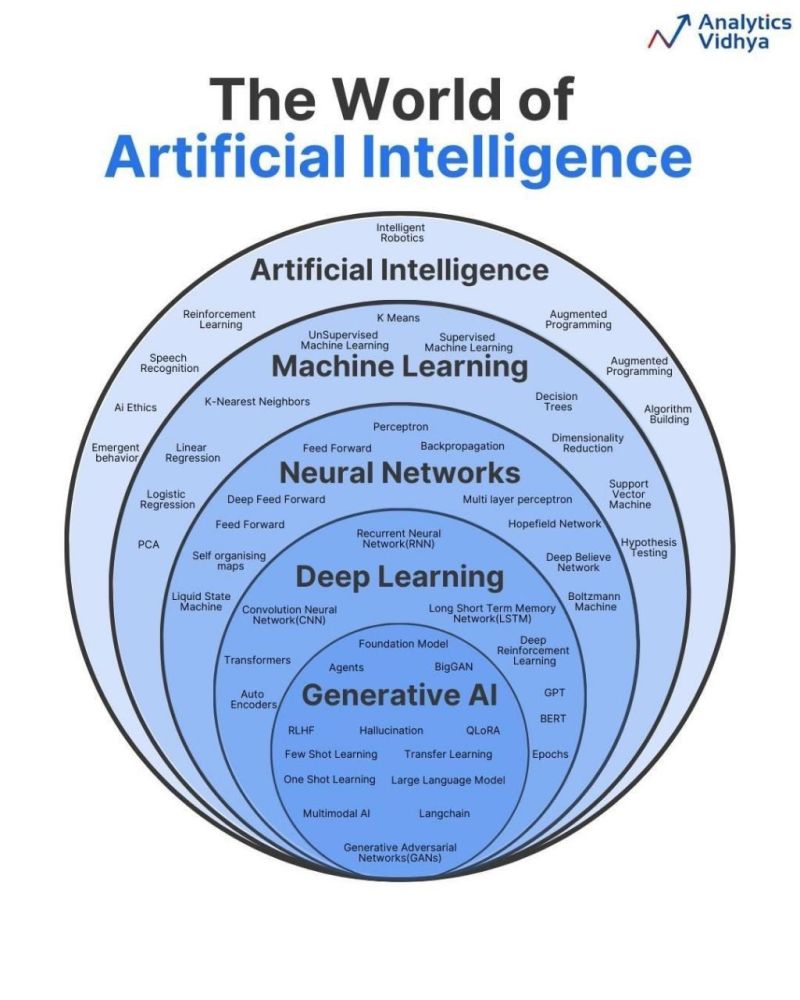 Analytics
Vidhya
The World of
Artificial Intelligence
Intelligent
Robotics
Artificial Intelligence
Reinforcement
Learning
Augmented
Programming
Speech
Recognition
Augmented
Programming
Ai Ethics
Algorithm
Building
Emergent
behavior
K Means
UnSupervised
Machine Learning
Supervised
Machine Learning
Machine Learning
K-Nearest Neighbors
Decision
Trees
Linear
Regression
Dimensionality
Reduction
Logistic
Regression
Support
Vector
Machine
PCA
Hypothesis
Testing
Perceptron
Feed Forward
Backpropagation
Neural Networks
Deep Feed Forward
Multi layer perceptron
Feed Forward
Hopefield Network
Self organising
maps
Deep Believe
Network
Liquid State
Machine
Boltzmann
Machine
Recurrent Neural
Network(RNN)
Deep Learning
Convolution Neural
Network(CNN)
Long Short Term Memory
Network(LSTM)
Deep
Reinforcement
Learning
Transformers
Auto
Encoders
GPT
BERT
Epochs
Foundation Model
Agents
BigGAN
Generative AI
RLHF
Hallucination
QLoRA
Few Shot Learning
Transfer Learning
One Shot Learning
Large Language Model
Multimodal AI
Langchain
Generative Adversarial
Networks(GANs)